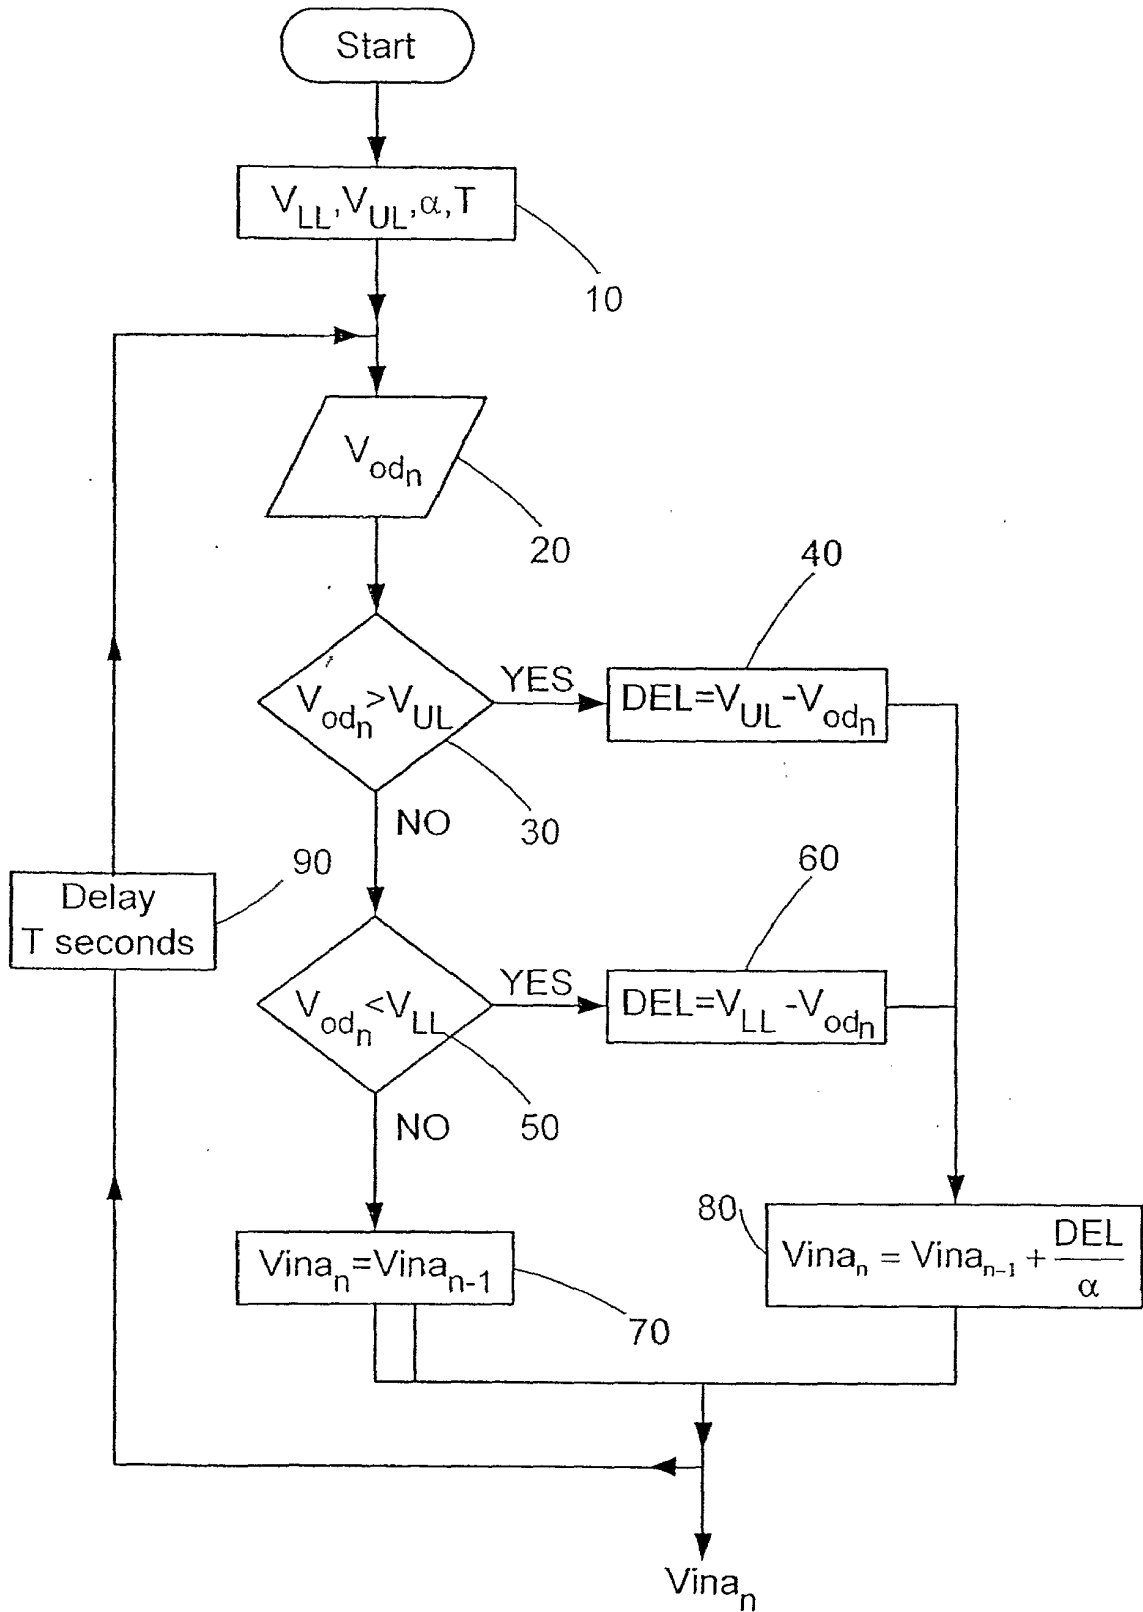 Start
V_LL, V_UL, α, T
10
V_od_n
20
40
YES
DEL=V_UL -V_od_n
V_od_n >V_UL
30
NO
90
60
Delay
T seconds
YES
DEL=V_LL -V_od_n
V_od_n <V_LL
50
NO
80
Vina_n=Vina_n-1
Vina_n = Vina_n-1 + DEL/α
70
Vina_n